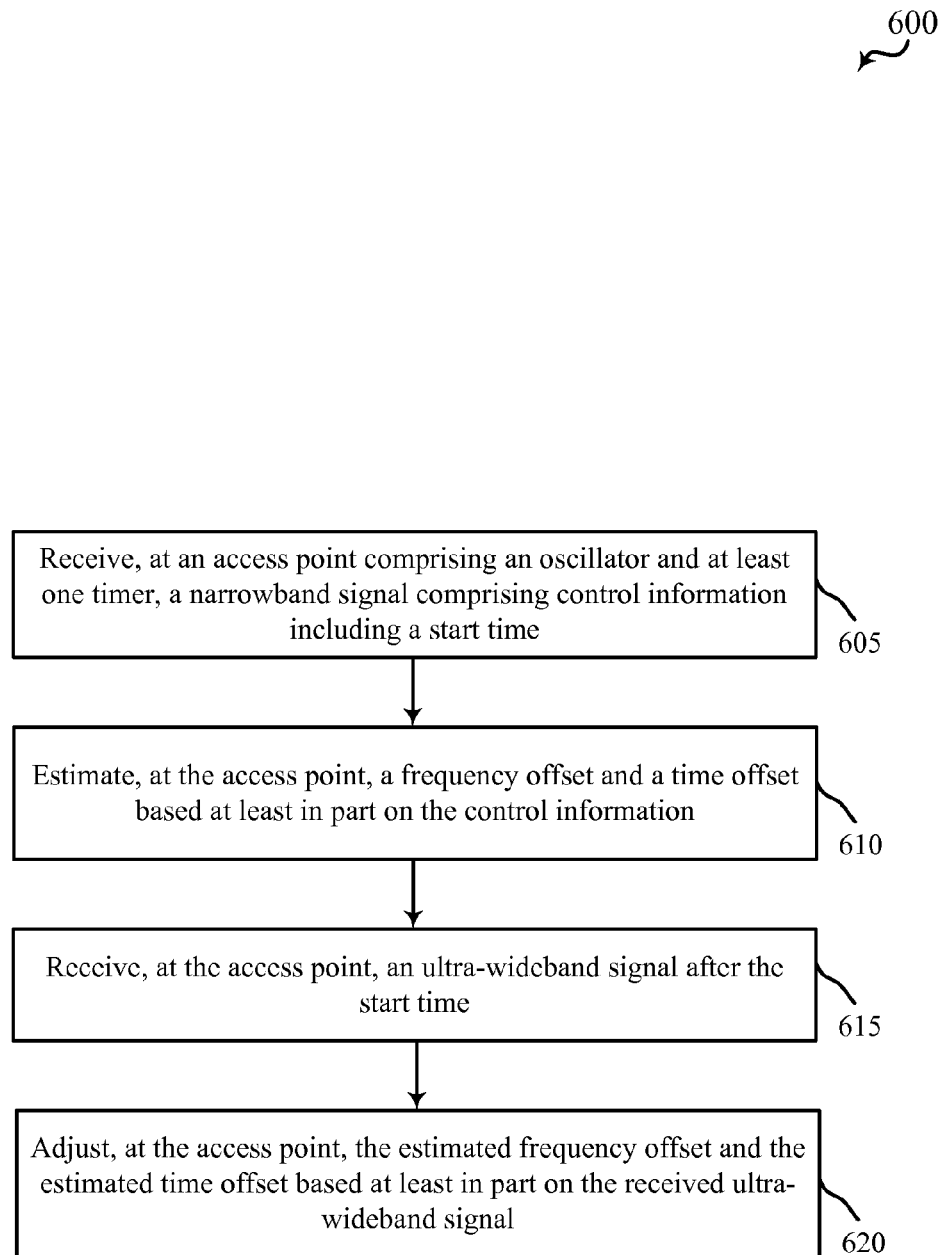 600
Receive, at an access point comprising an oscillator and at least
one timer, a narrowband signal comprising control information
including a start time
605
Estimate, at the access point, a frequency offset and a time offset
based at least in part on the control information
610
Receive, at the access point, an ultra-wideband signal after the
start time
615
Adjust, at the access point, the estimated frequency offset and the
estimated time offset based at least in part on the received ultra-
wideband signal
620